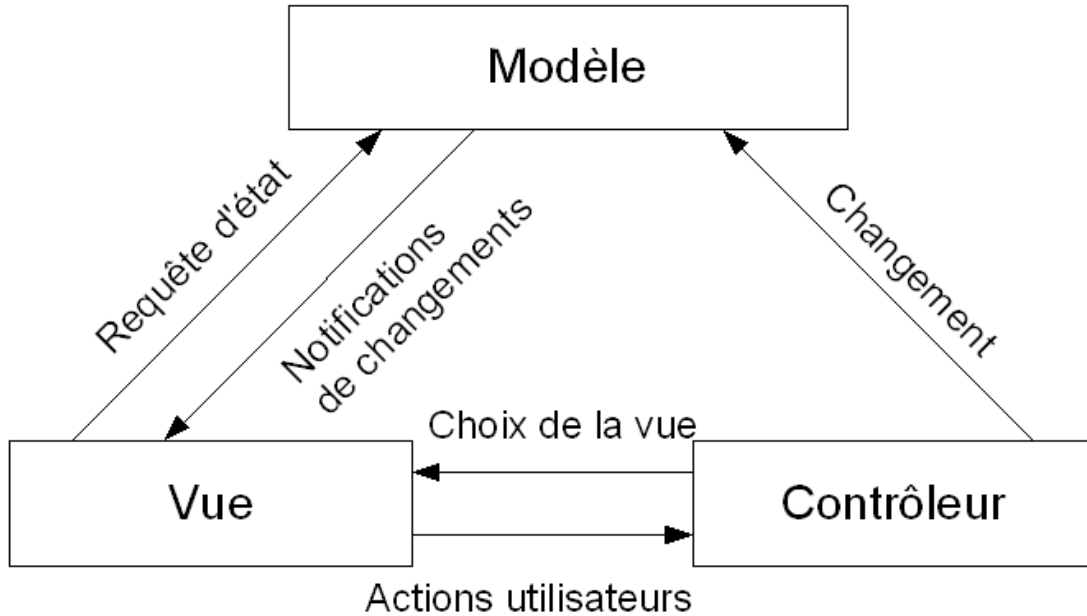 Modèle
Requête d'état
Notifications
de changements
Changement
Choix de la vue
Vue
Contrôleur
Actions utilisateurs